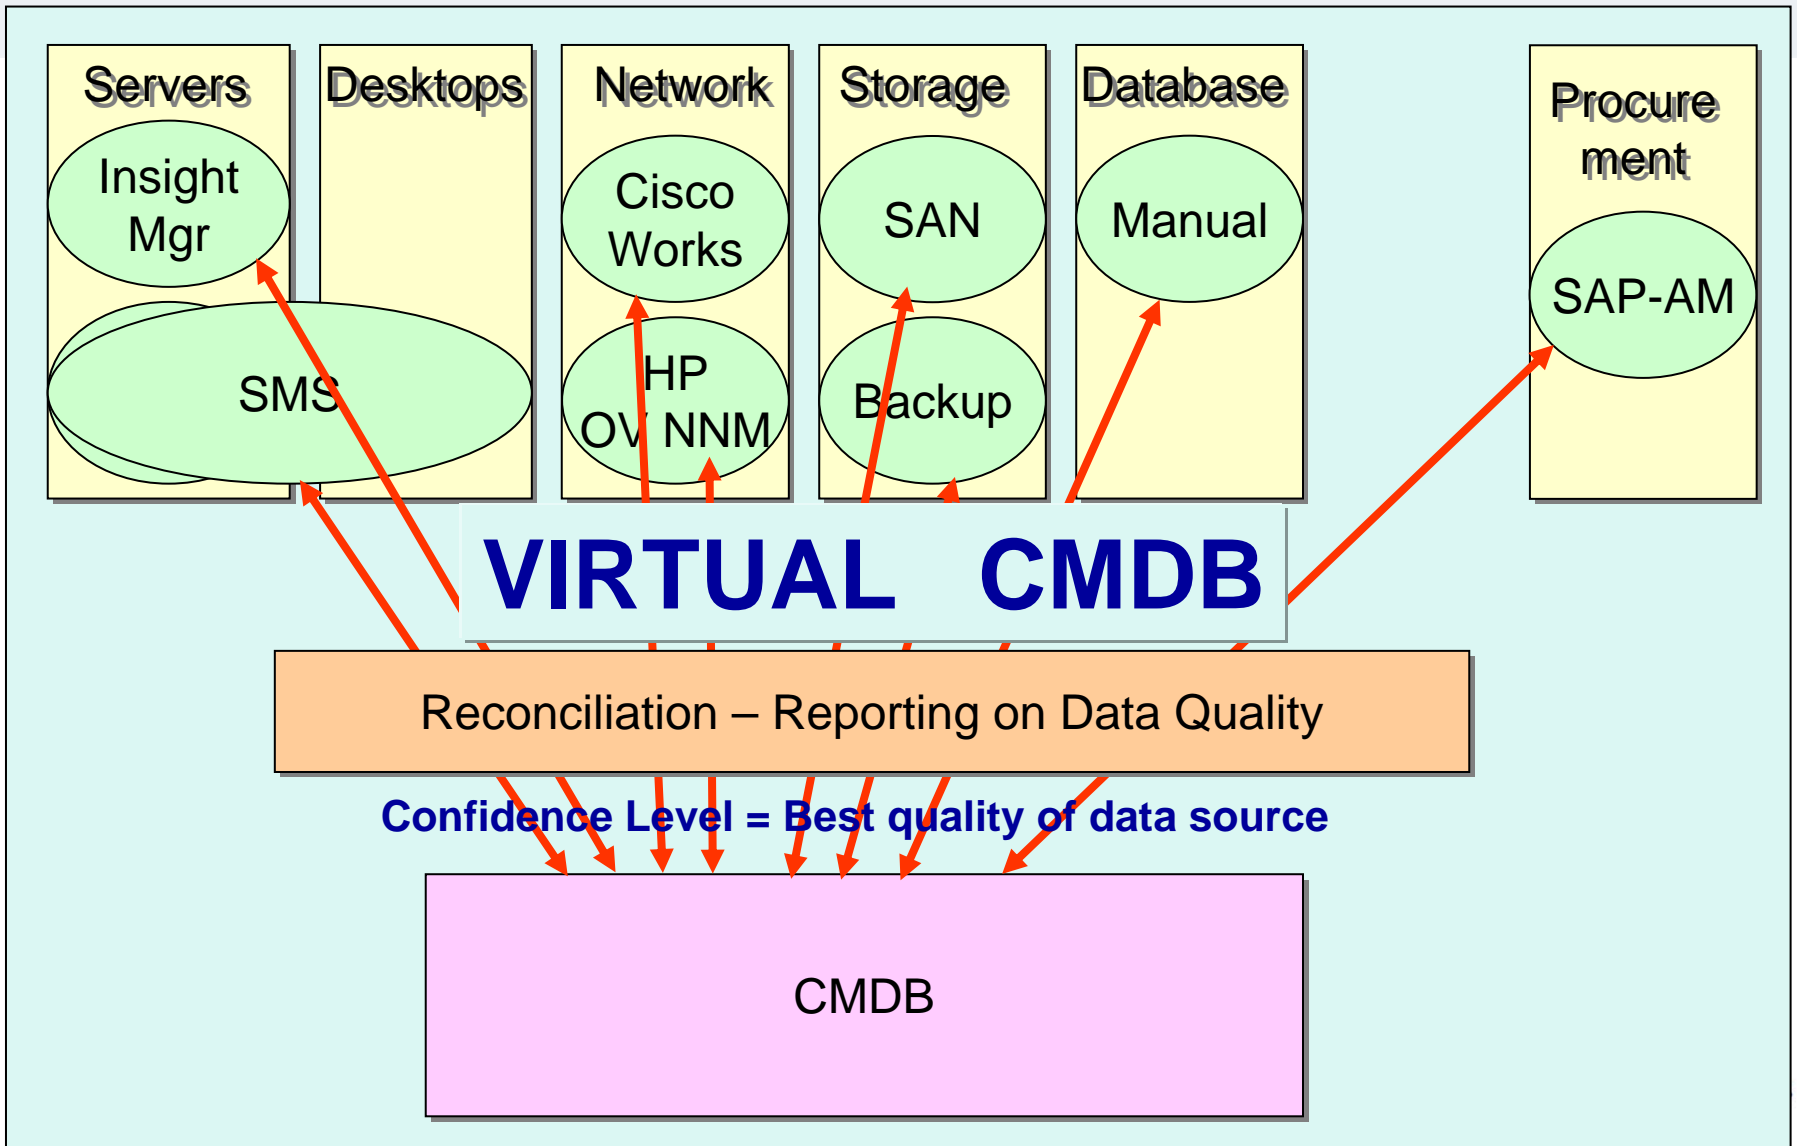 Servers
Desktops
Network
Storage
Database
Procure
ment
Insight
Mgr
Cisco
Works
SAN
Manual
SAP-AM
SMS
HP
OV NNM
Backup
VIRTUAL CMDB
Reconciliation – Reporting on Data Quality
Confidence Level = Best quality of data source
CMDB